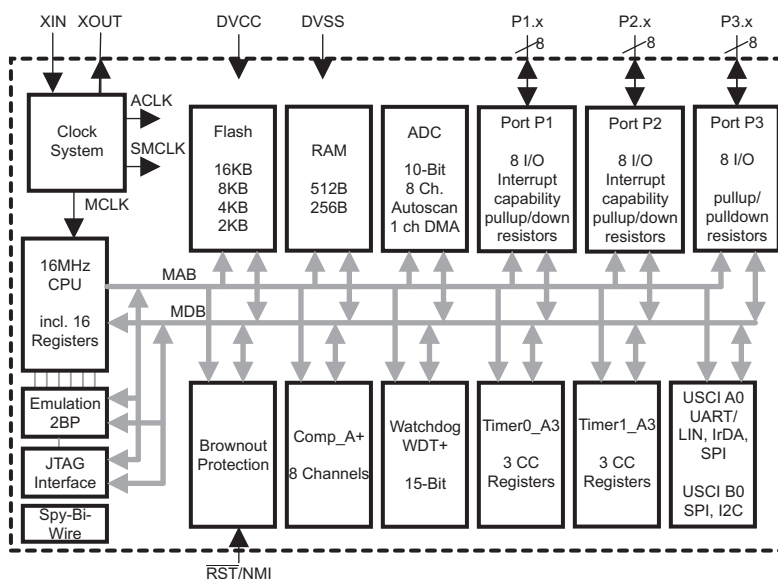 XIN XOUT DVCC DVSS P1.x P2.x P3.x
8 8 8
ACLK
SMCLK
MCLK
Clock
System
Flash
16KB
8KB
4KB
2KB
RAM
512B
256B
ADC
10-Bit
8 Ch.
Autoscan
1 ch DMA
Port P1
8 I/O
Interrupt
capability
pullup/down
resistors
Port P2
8 I/O
Interrupt
capability
pullup/down
resistors
Port P3
8 I/O
pullup/
pulldown
resistors
16MHz
CPU
incl. 16
Registers
MAB
MDB
Emulation
2BP
JTAG
Interface
Spy-Bi-
Wire
Brownout
Protection
Comp_A+
8 Channels
Watchdog
WDT+
15-Bit
Timer0_A3
3 CC
Registers
Timer1_A3
3 CC
Registers
USCI A0
UART/
LIN, IrDA,
SPI
USCI B0
SPI, I2C
RST/NMI